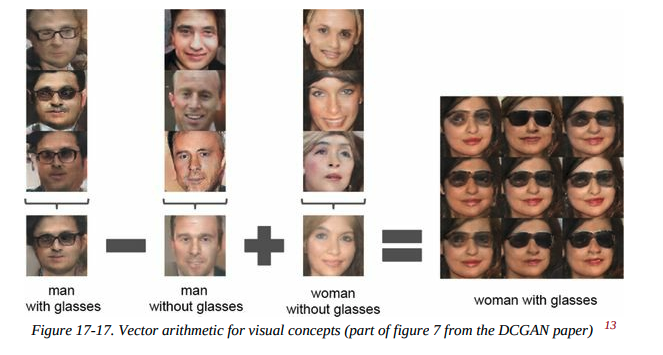 man
with glasses
man
without glasses
woman
without glasses
woman with glasses
Figure 17-17. Vector arithmetic for visual concepts (part of figure 7 from the DCGAN paper) 13